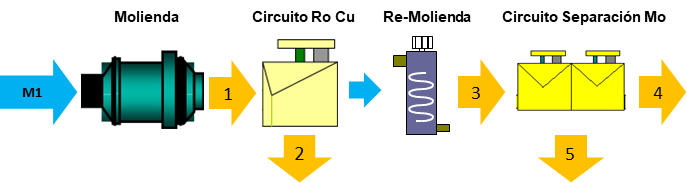 Molienda
Circuito Ro Cu
Re-Molienda
Circuito Separación Mo
M1
1
3
4
2
5